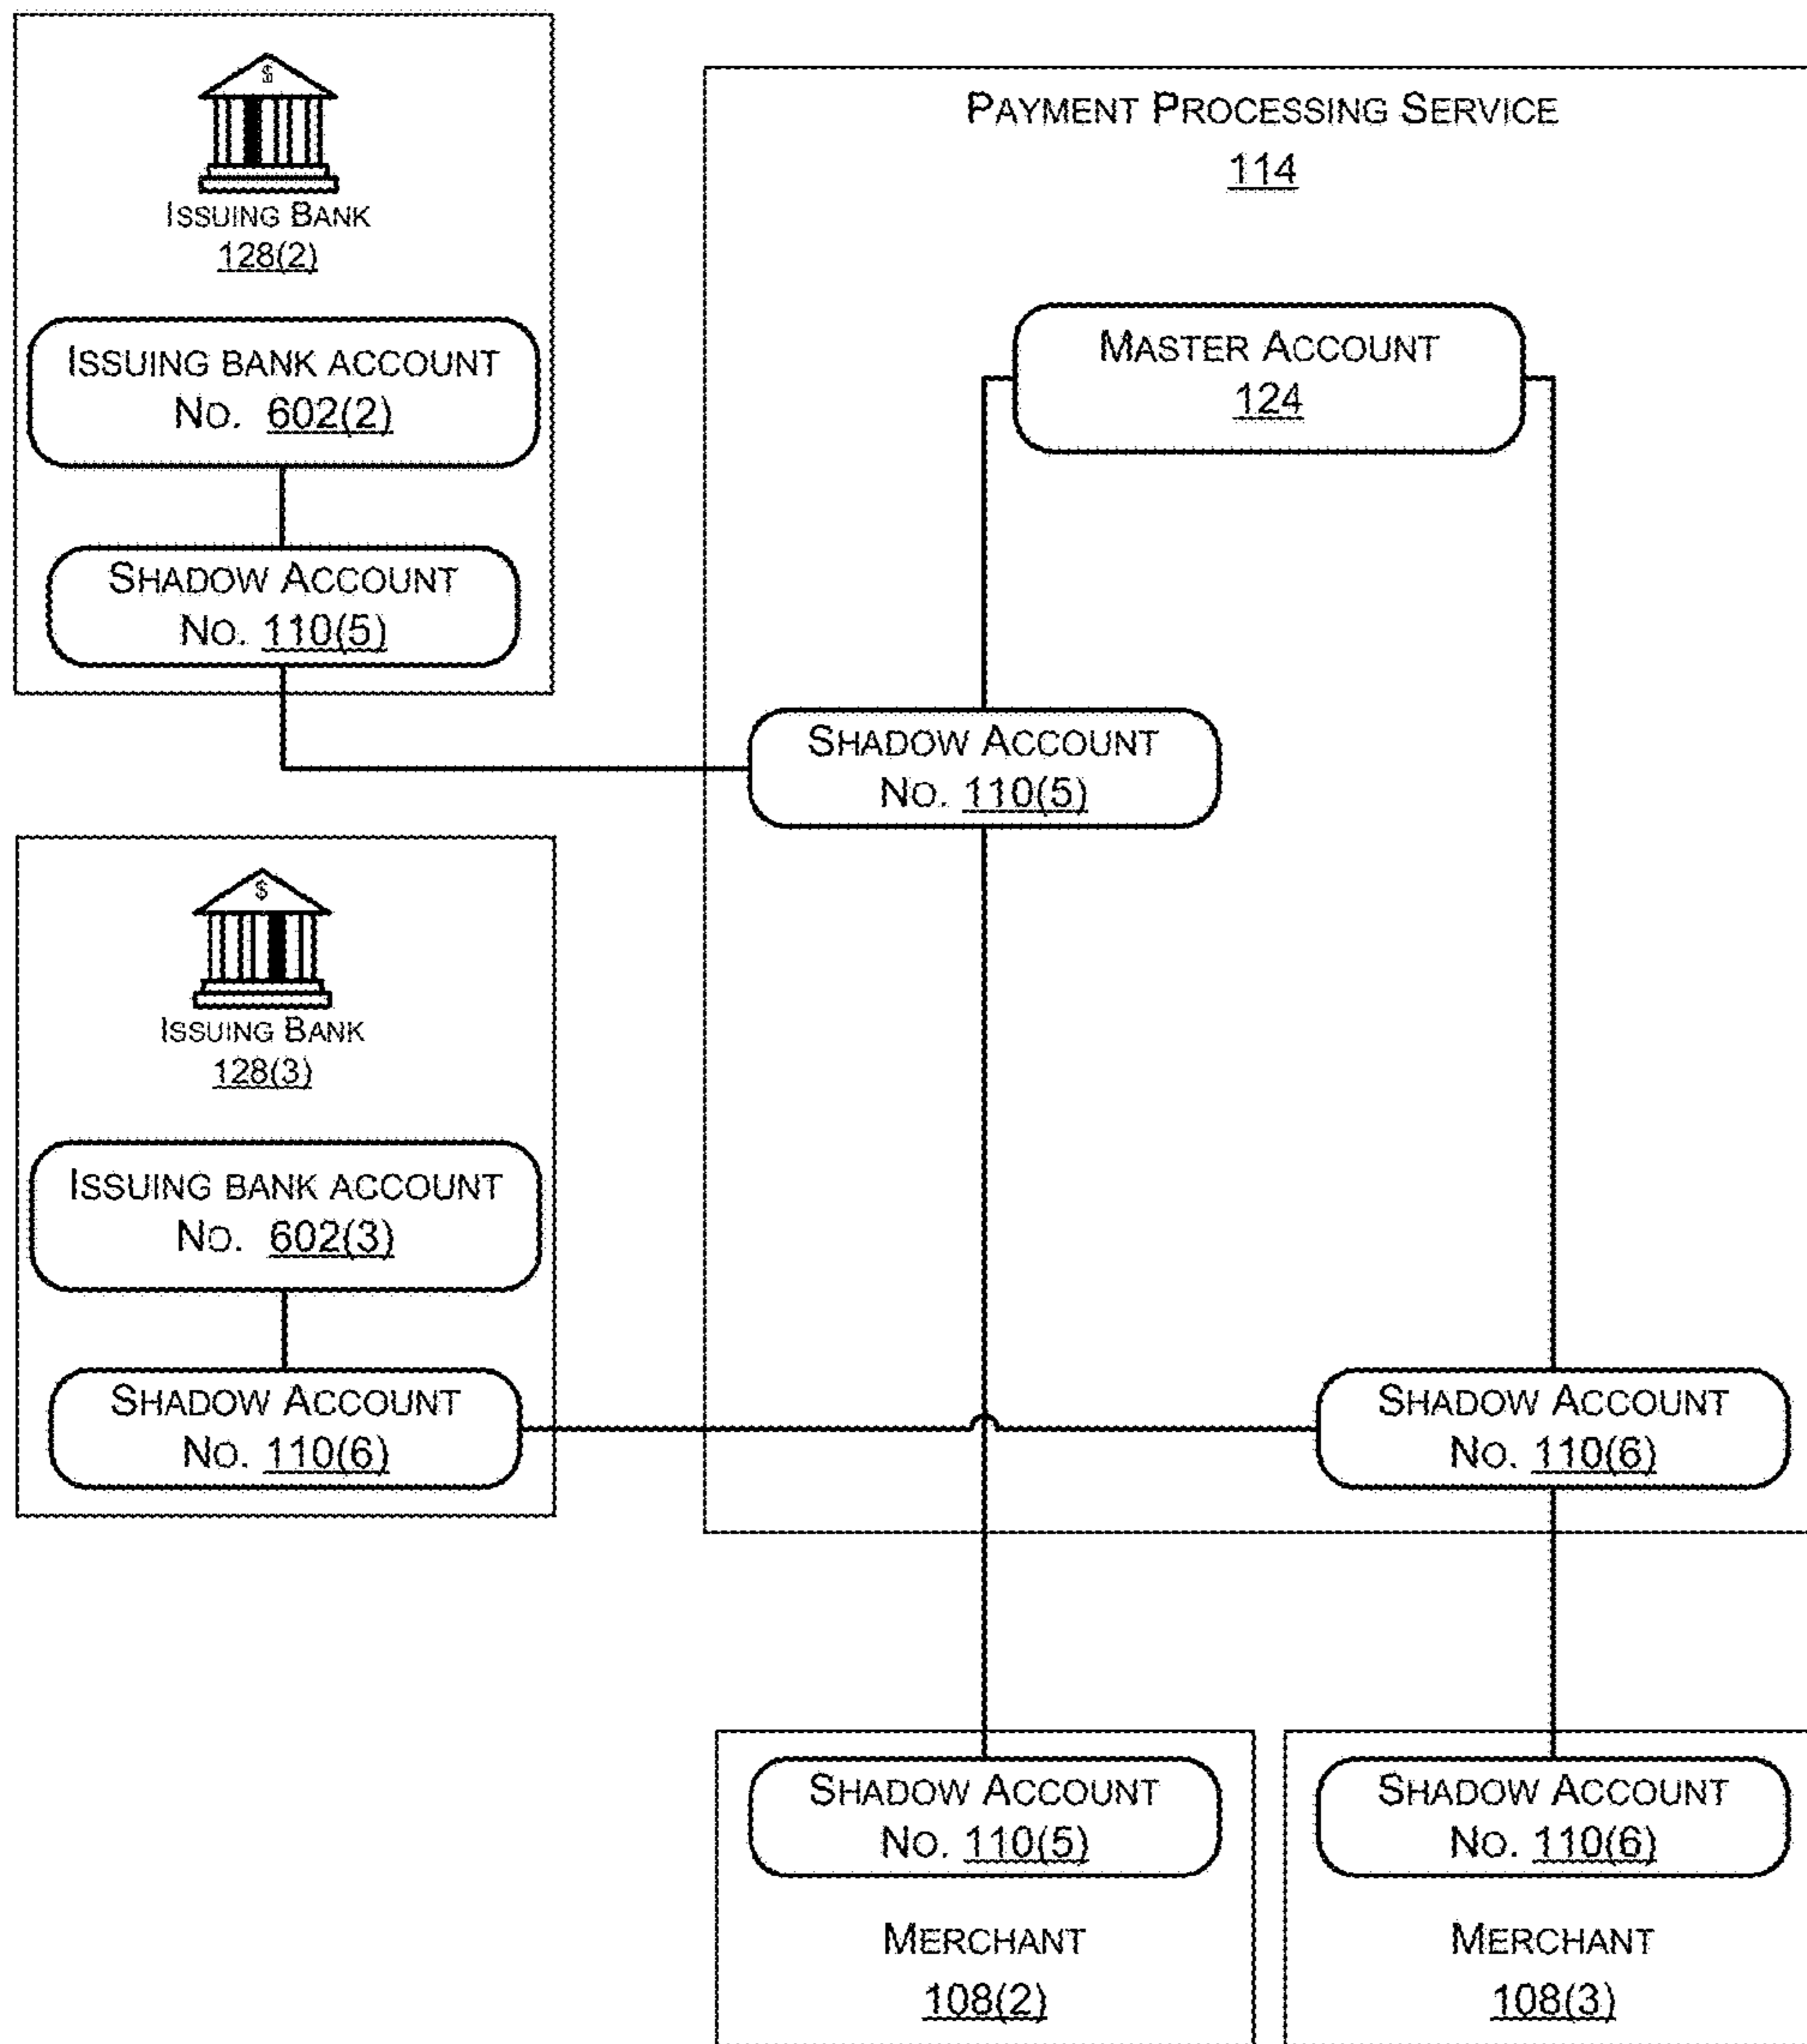 $
ISSUING BANK
128(2)
ISSUING BANK ACCOUNT
NO. 602(2)
SHADOW ACCOUNT
NO. 110(5)
PAYMENT PROCESSING SERVICE
114
MASTER ACCOUNT
124
SHADOW ACCOUNT
NO. 110(5)
$
ISSUING BANK
128(3)
ISSUING BANK ACCOUNT
NO. 602(3)
SHADOW ACCOUNT
NO. 110(6)
SHADOW ACCOUNT
NO. 110(6)
SHADOW ACCOUNT
NO. 110(5)
MERCHANT
108(2)
SHADOW ACCOUNT
NO. 110(6)
MERCHANT
108(3)